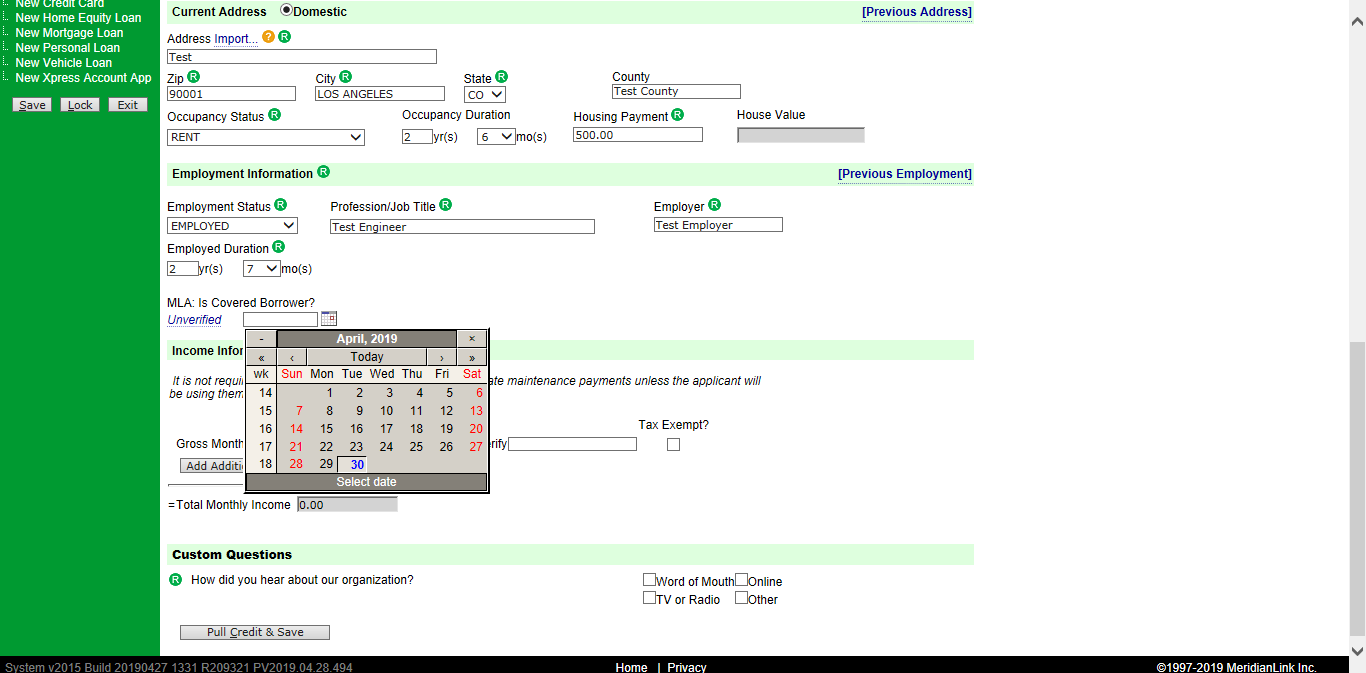 New Credit Card
New Home Equity Loan
New Mortgage Loan
New Personal Loan
New Vehicle Loan
New Xpress Account App
Save Lock Exit
Current Address Domestic [Previous Address]
Address Import... ? R
Test
Zip R City R State R County
90001 LOS ANGELES CO Test County
Occupancy Status R Occupancy Duration Housing Payment R House Value
RENT 2 yr(s) 6 mo(s) 500.00
Employment Information R [Previous Employment]
Employment Status R Profession/Job Title R Employer R
EMPLOYED Test Engineer Test Employer
Employed Duration R
2 yr(s) 7 mo(s)
MLA: Is Covered Borrower?
Unverified
- April, 2019 ×
« ‹ Today › »
wk Sun Mon Tue Wed Thu Fri Sat
14 1 2 3 4 5 6
15 7 8 9 10 11 12 13
16 14 15 16 17 18 19 20
17 21 22 23 24 25 26 27
18 28 29 30
Select date
Income Infor
It is not requi ate maintenance payments unless the applicant will
be using them
Tax Exempt?
Gross Month rify
Add Additi
=Total Monthly Income 0.00
Custom Questions
R How did you hear about our organization? Word of Mouth Online
TV or Radio Other
Pull Credit & Save
System v2015 Build 20190427 1331 R209321 PV2019.04.28.494 Home | Privacy ©1997-2019 MeridianLink Inc.